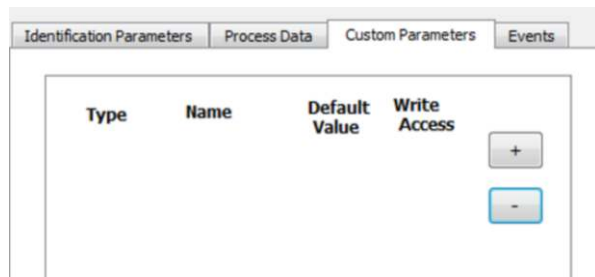 Identification Parameters Process Data Custom Parameters Events
Type Name Default Value Write Access
+
-